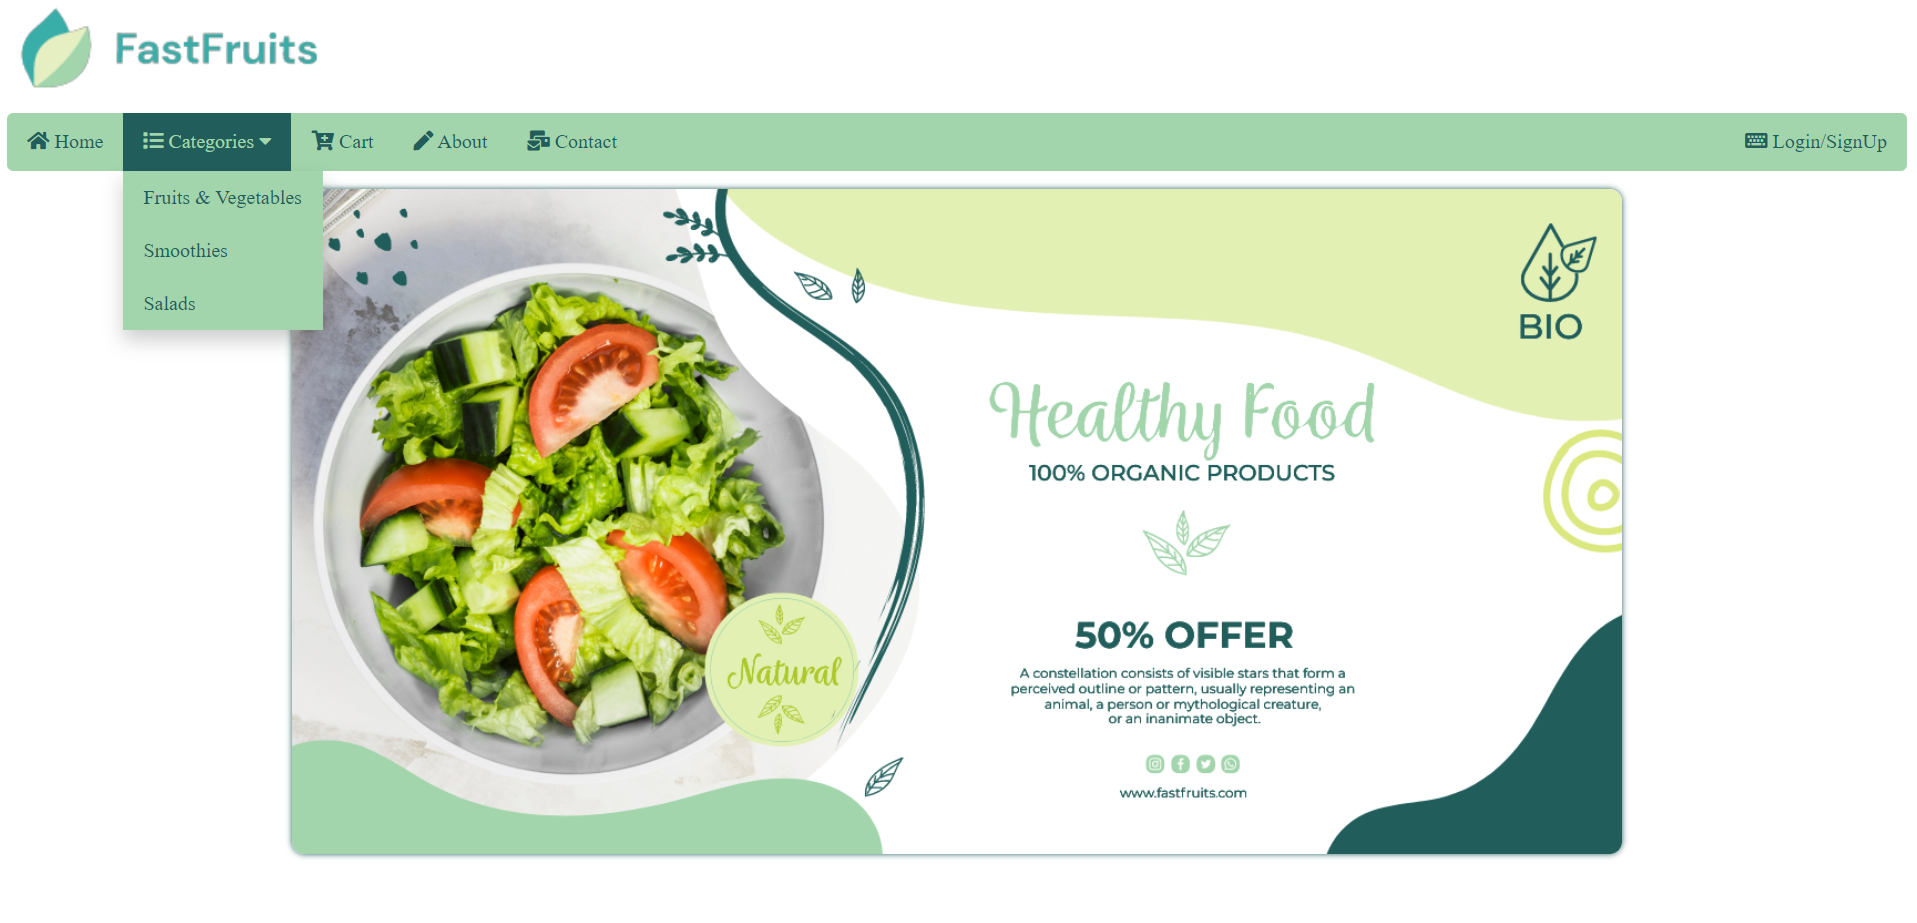 FastFruits
Home
Categories
Cart
About
Contact
Login/SignUp
Fruits & Vegetables
Smoothies
Salads
BIO
Healthy Food
100% ORGANIC PRODUCTS
50% OFFER
A constellation consists of visible stars that form a
perceived outline or pattern, usually representing an
animal, a person or mythological creature,
or an inanimate object.
www.fastfruits.com
Natural